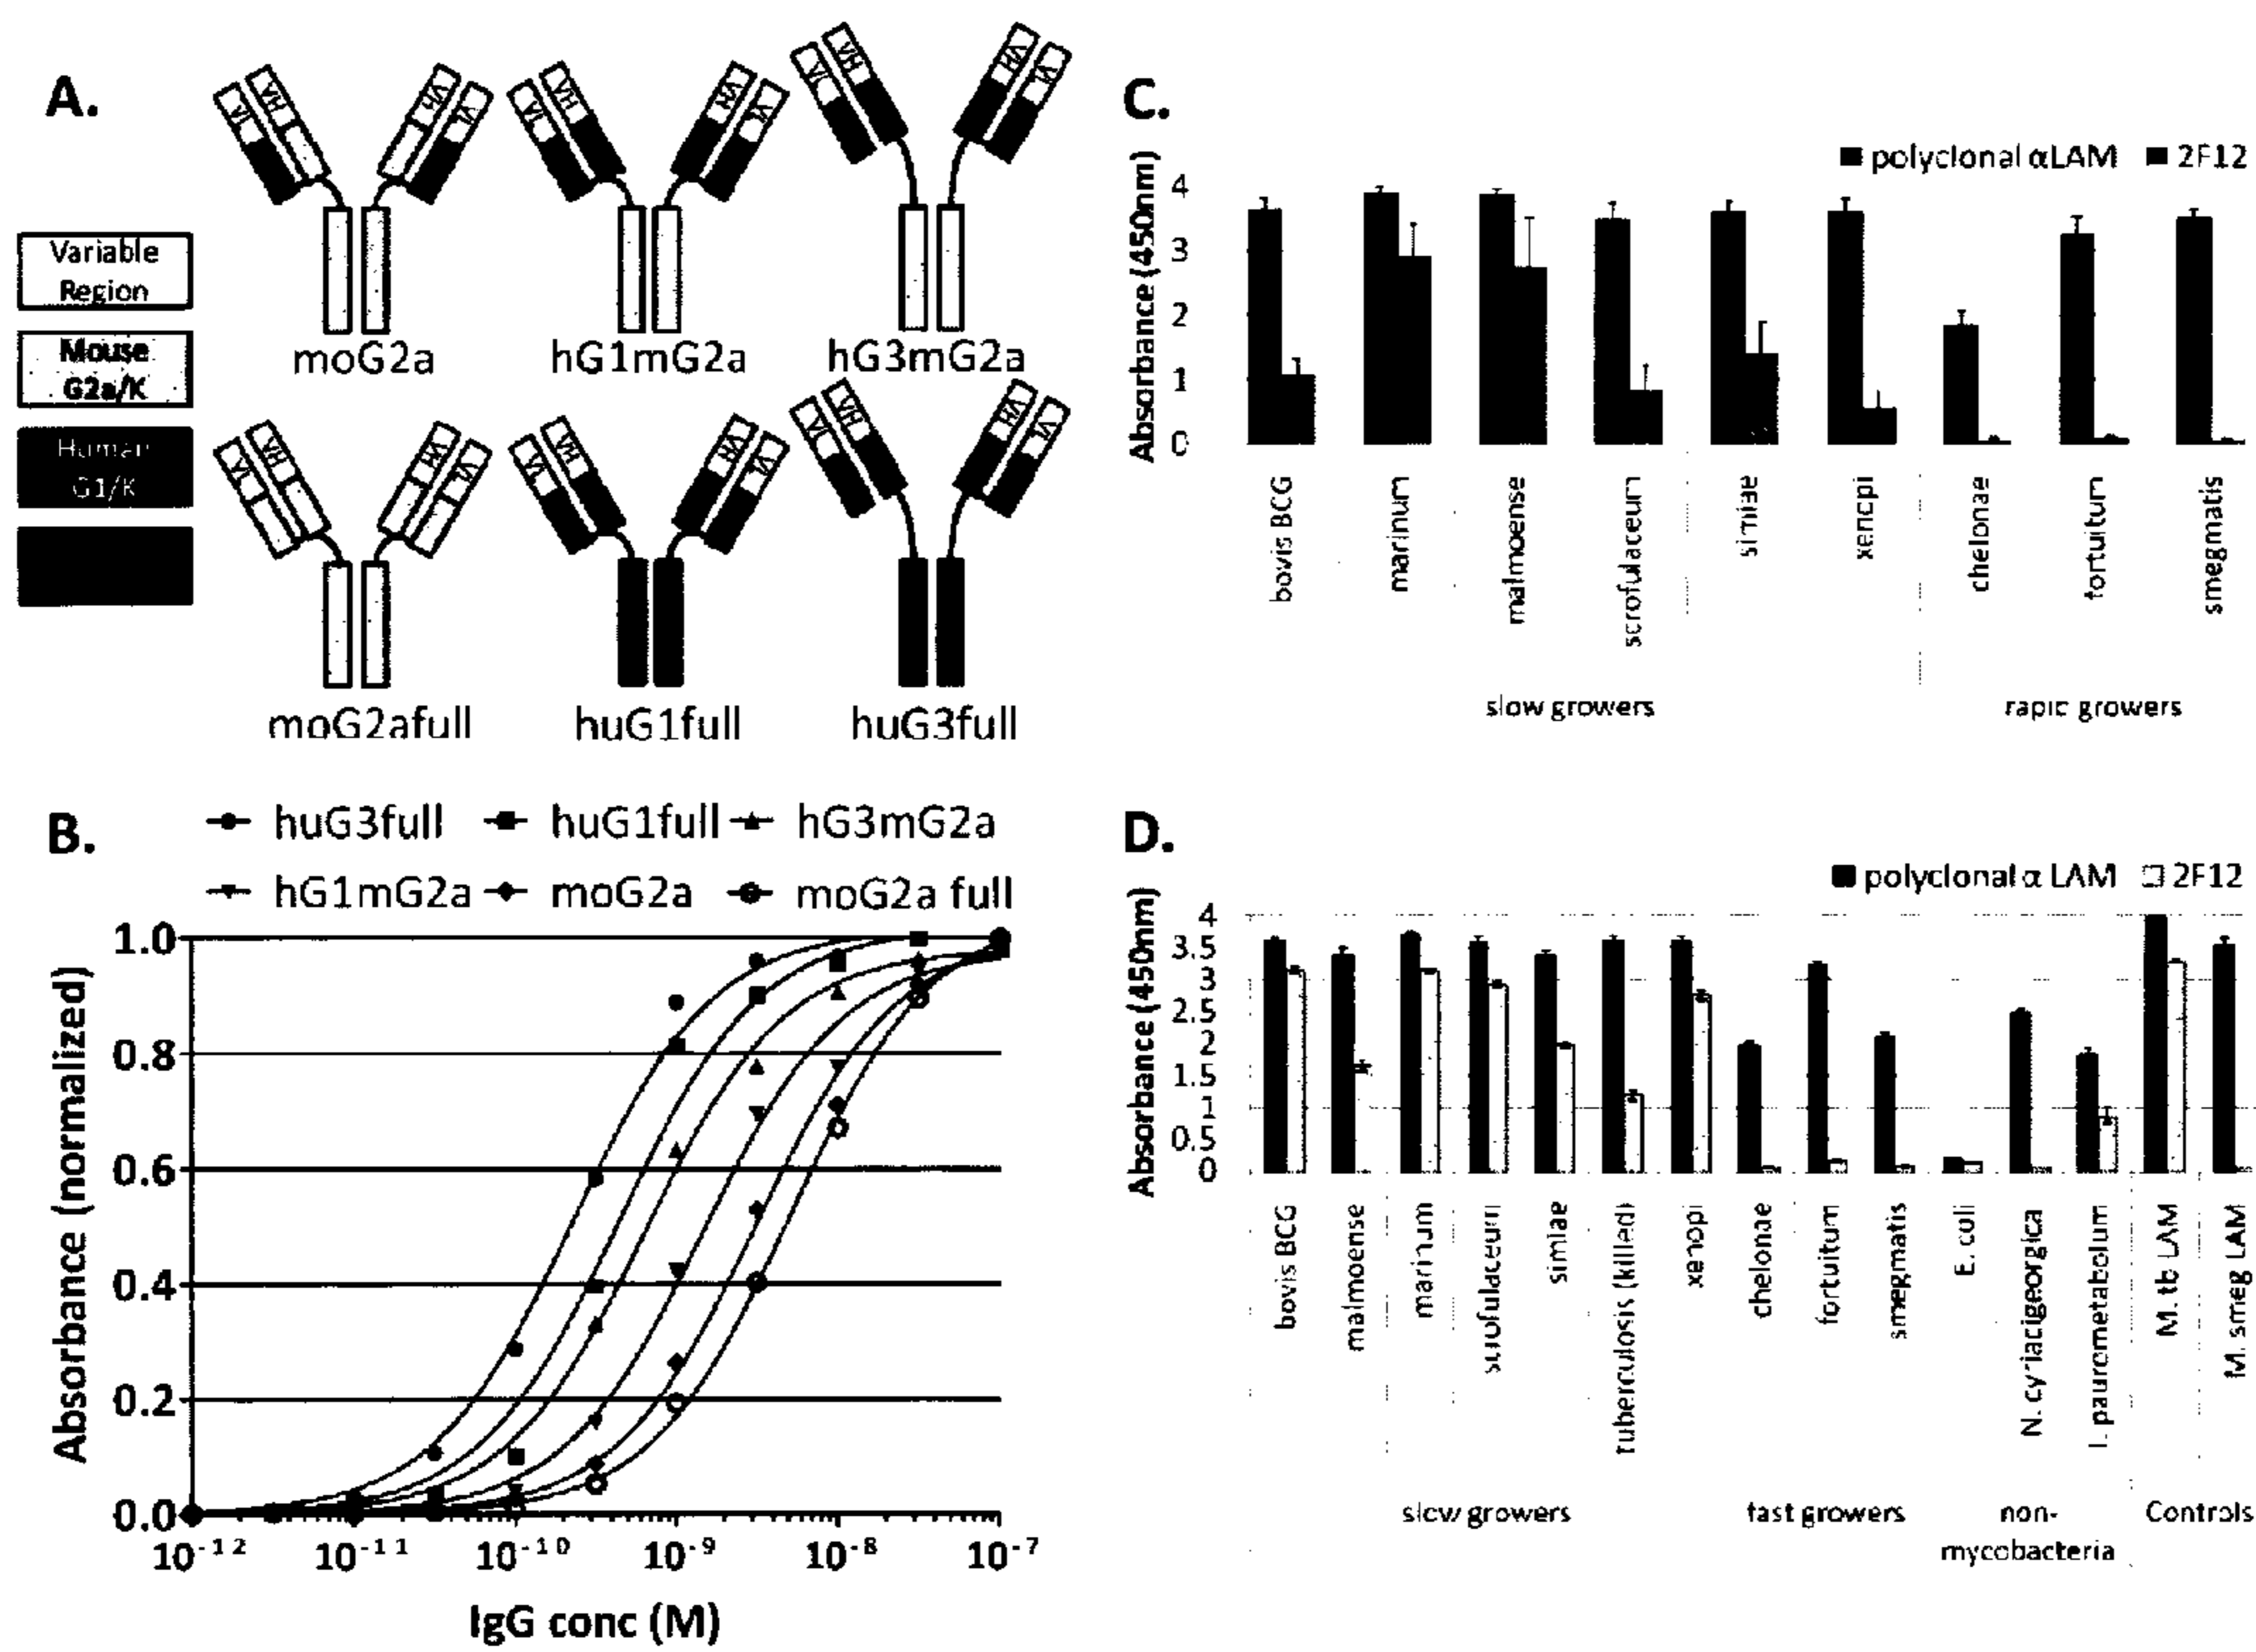 A.
Variable
Region
Mouse
G2a/K
Human
G1/K
moG2a
hG1mG2a
hG3mG2a
moG2afull
huG1full
huG3full
B.
huG3full
huG1full
hG3mG2a
hG1mG2a
moG2a
moG2a full
Absorbance (normalized)
1.0
0.8
0.6
0.4
0.2
0.0
10-12
10-11
10-10
10-9
10-8
10-7
IgG conc (M)
C.
polyclonal αLAM
2F12
Absorbance (450nm)
4
3
2
1
0
bovis BCG
marinum
malmoense
scrofulaceum
simiae
xenopi
chelonae
fortuitum
smegmatis
slow growers
rapid growers
D.
polyclonal α LAM
2F12
Absorbance (450nm)
4
3.5
3
2.5
2
1.5
1
0.5
0
bovis BCG
malmoense
marinum
scrofulaceum
simiae
tuberculosis (killed)
xenopi
chelonae
fortuitum
smegmatis
E. coli
N. cyriacigeorgica
paurometabolum
M. tb LAM
M. smeg LAM
slow growers
fast growers
non-
mycobacteria
Controls